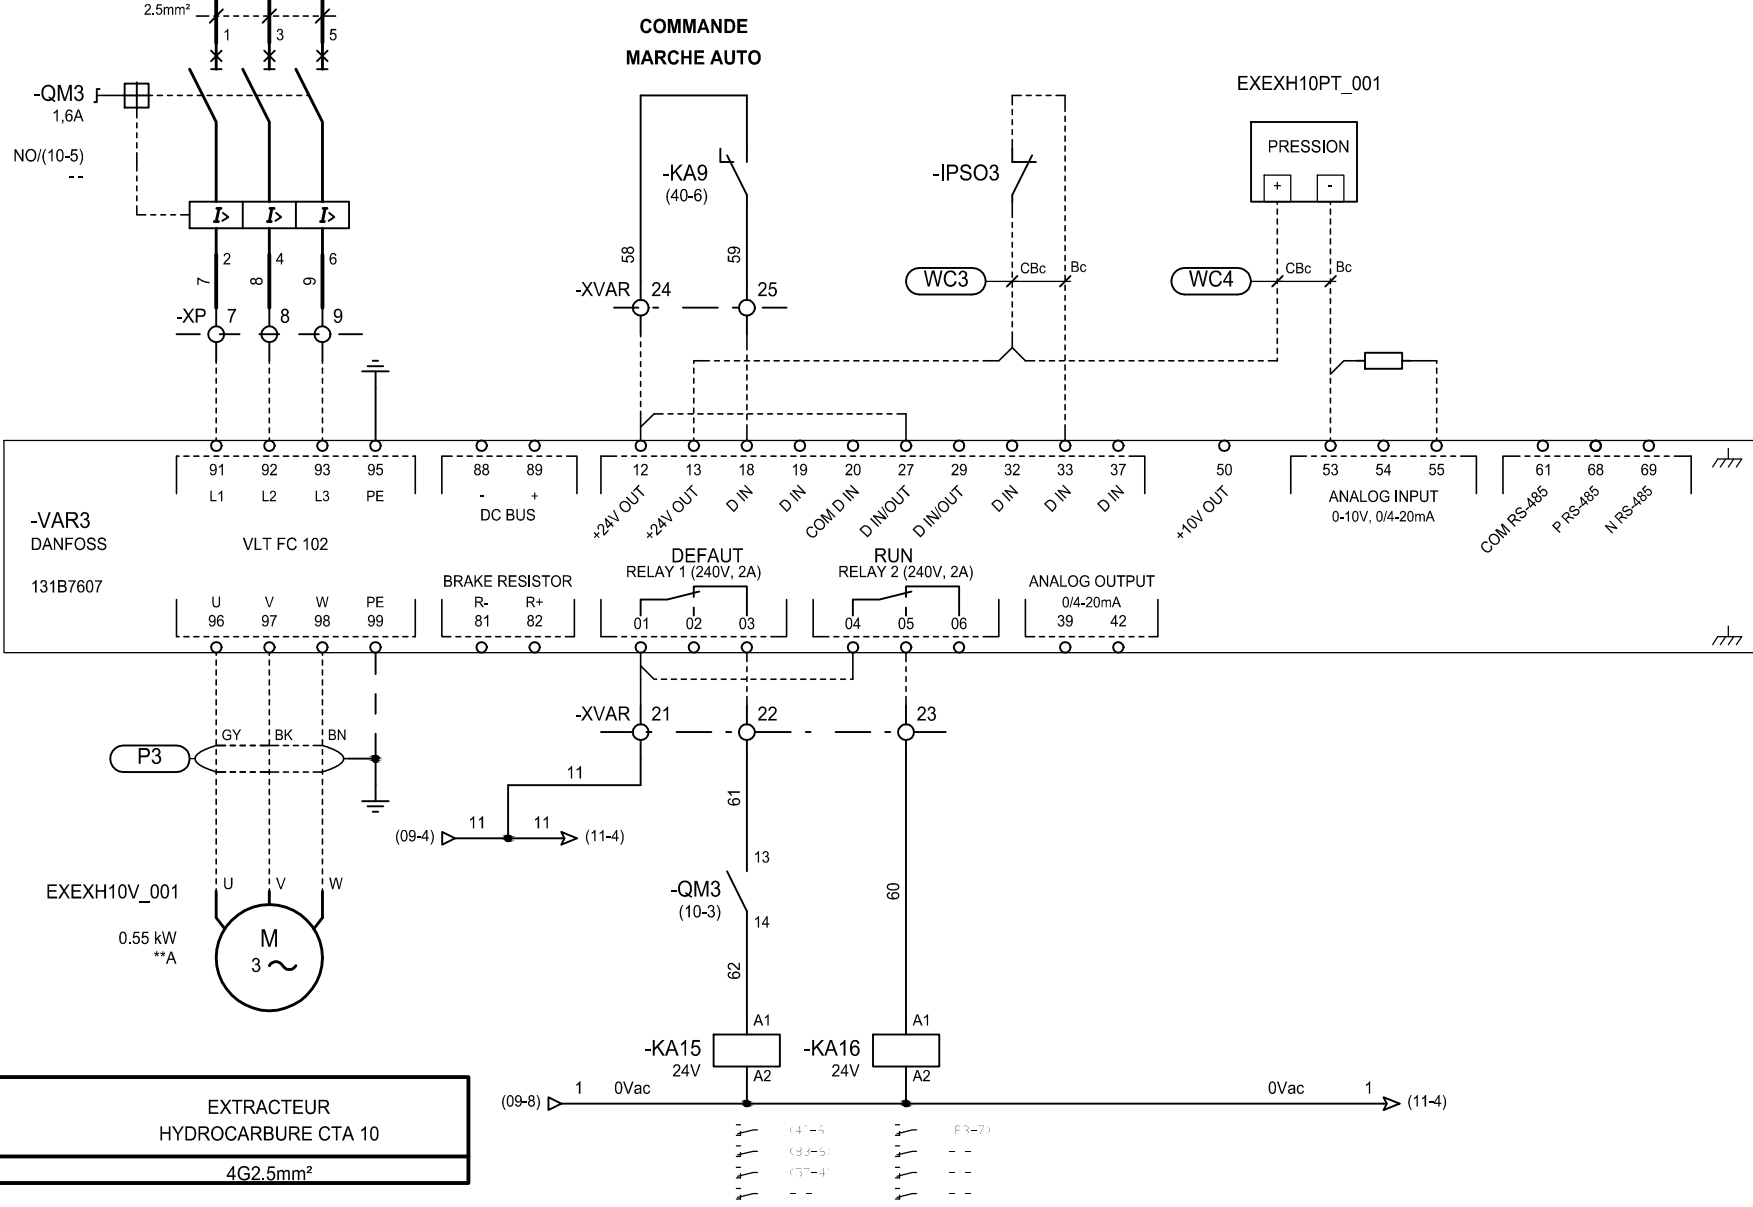 2.5mm²
1 3 5
COMMANDE
MARCHE AUTO
-QM3
1,6A
NO/(10-5)
- -
EXEXH10PT_001
PRESSION
+ -
-KA9
(40-6)
-IPSO3
I> I> I>
2 4 6
7 8 9
58 59
WC3 CBc Bc
WC4 CBc Bc
-XVAR 24 25
-XP 7 8 9
91 92 93 95
L1 L2 L3 PE
88 89
- +
DC BUS
12 13 18 19 20 27 29 32 33 37 50
+24V OUT
+24V OUT
D IN
D IN
COM D IN
D IN/OUT
D IN/OUT
D IN
D IN
D IN
+10V OUT
53 54 55
ANALOG INPUT
0-10V, 0/4-20mA
61 68 69
COM RS-485
P RS-485
N RS-485
-VAR3
DANFOSS
131B7607
VLT FC 102
DEFAUT
RELAY 1 (240V, 2A)
RUN
RELAY 2 (240V, 2A)
U V W PE
96 97 98 99
BRAKE RESISTOR
R- R+
81 82
01 02 03
04 05 06
ANALOG OUTPUT
0/4-20mA
39 42
-XVAR 21 22 23
P3
GY BK BN
11
(09-4) 11 11 (11-4)
61
13
-QM3
(10-3)
14
60
62
EXEXH10V_001
0.55 kW
**A
U V W
M
3
-KA15
24V
A1
A2
-KA16
24V
A1
A2
(09-8) 1 0Vac 0Vac 1 (11-4)
- -
- -
- -
- -
EXTRACTEUR
HYDROCARBURE CTA 10
4G2.5mm²